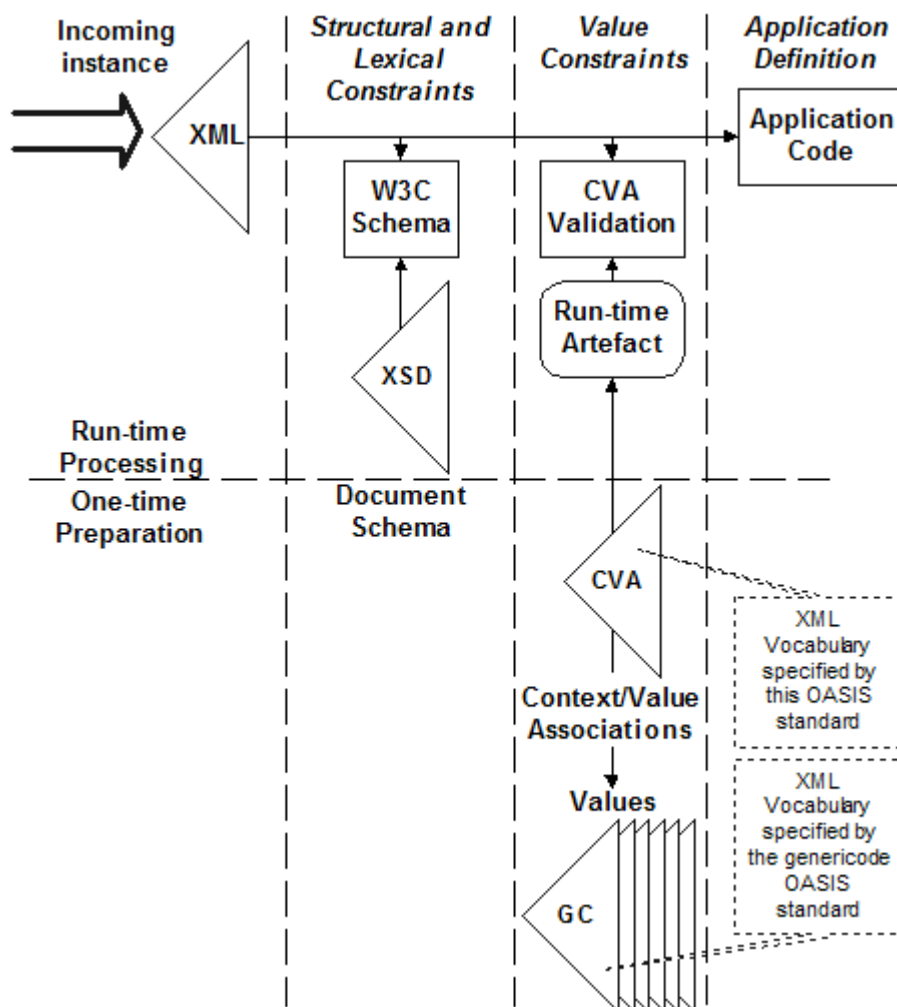 Incoming
instance
Structural and
Lexical
Constraints
Value
Constraints
Application
Definition
XML
W3C
Schema
CVA
Validation
Application
Code
Run-time
Artefact
XSD
Run-time
Processing
One-time
Preparation
Document
Schema
CVA
XML
Vocabulary
specified by
this OASIS
standard
Context/Value
Associations
Values
XML
Vocabulary
specified by
the genericode
OASIS
standard
GC